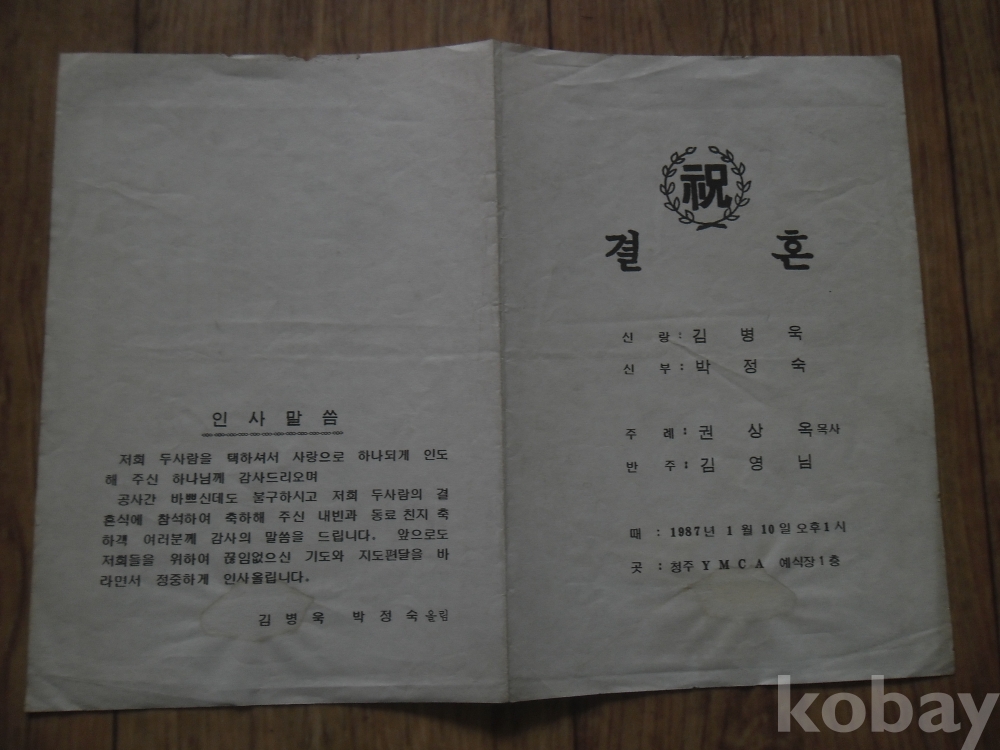 인 사 말 씀
저희 두사람을 택하셔서 사랑으로 하나되게 인도
해 주신 하나님께 감사드리오며
공사간 바쁘신데도 불구하시고 저희 두사람의 결
혼식에 참석하여 축하해 주신 내빈과 동료 친지 축
하객 여러분께 감사의 말씀을 드립니다. 앞으로도
저희들을 위하여 끊임없으신 기도와 지도편달을 바
라면서 정중하게 인사올립니다.
김 병 욱 박 정 숙 올림
祝
결 혼
신 랑 : 김 병 욱
신 부 : 박 정 숙
주 례 : 권 상 옥 목사
반 주 : 김 영 님
때 : 1987년 1월 10일 오후1시
곳 : 청주 Y M C A 예식장 1층
kobay